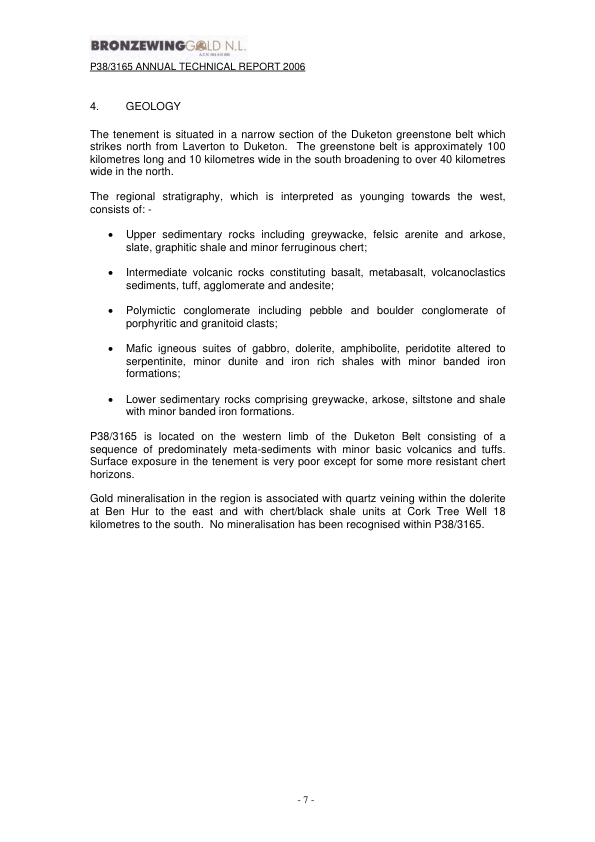 BRONZEWINGGOLD N.L.
P38/3165 ANNUAL TECHNICAL REPORT 2006
4. GEOLOGY
The tenement is situated in a narrow section of the Duketon greenstone belt which
strikes north from Laverton to Duketon. The greenstone belt is approximately 100
kilometres long and 10 kilometres wide in the south broadening to over 40 kilometres
wide in the north.
The regional stratigraphy, which is interpreted as younging towards the west,
consists of: -
• Upper sedimentary rocks including greywacke, felsic arenite and arkose,
slate, graphitic shale and minor ferruginous chert;
• Intermediate volcanic rocks constituting basalt, metabasalt, volcanoclastics
sediments, tuff, agglomerate and andesite;
• Polymictic conglomerate including pebble and boulder conglomerate of
porphyritic and granitoid clasts;
• Mafic igneous suites of gabbro, dolerite, amphibolite, peridotite altered to
serpentinite, minor dunite and iron rich shales with minor banded iron
formations;
• Lower sedimentary rocks comprising greywacke, arkose, siltstone and shale
with minor banded iron formations.
P38/3165 is located on the western limb of the Duketon Belt consisting of a
sequence of predominately meta-sediments with minor basic volcanics and tuffs.
Surface exposure in the tenement is very poor except for some more resistant chert
horizons.
Gold mineralisation in the region is associated with quartz veining within the dolerite
at Ben Hur to the east and with chert/black shale units at Cork Tree Well 18
kilometres to the south. No mineralisation has been recognised within P38/3165.
- 7 -